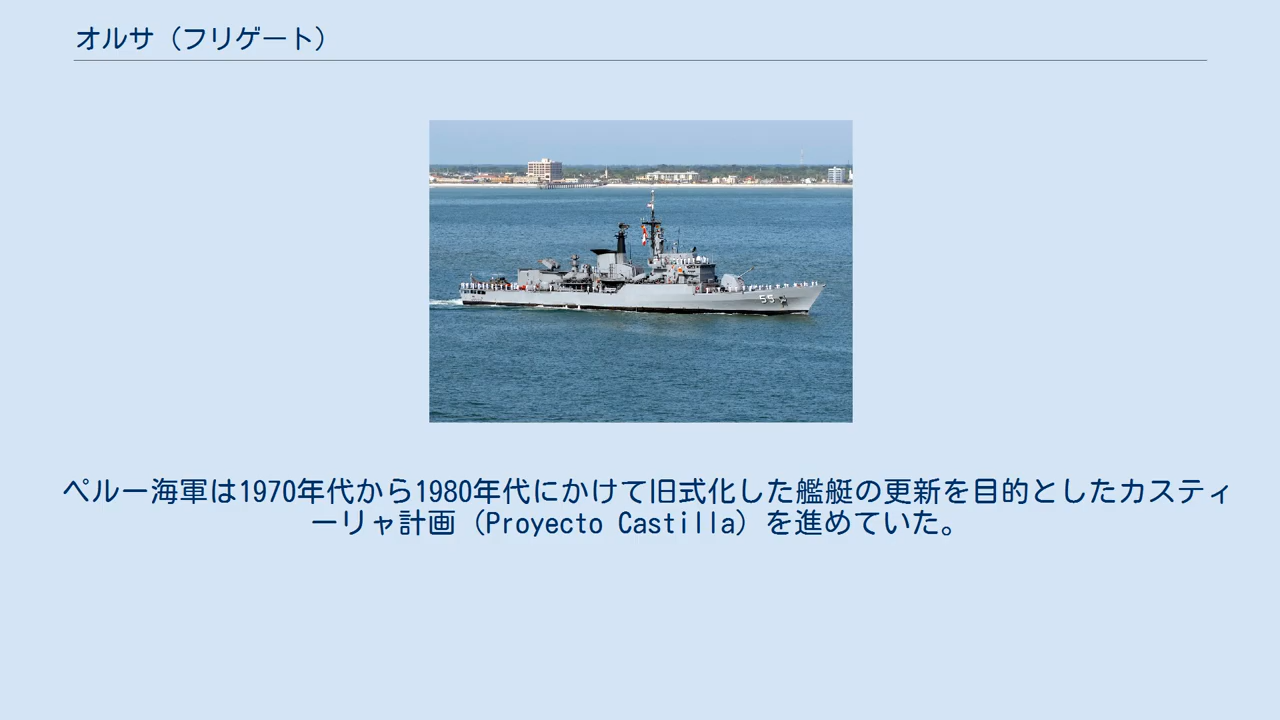 オルサ（フリゲート）
55
ペルー海軍は1970年代から1980年代にかけて旧式化した艦艇の更新を目的としたカスティ
ーリャ計画（Proyecto Castilla）を進めていた。